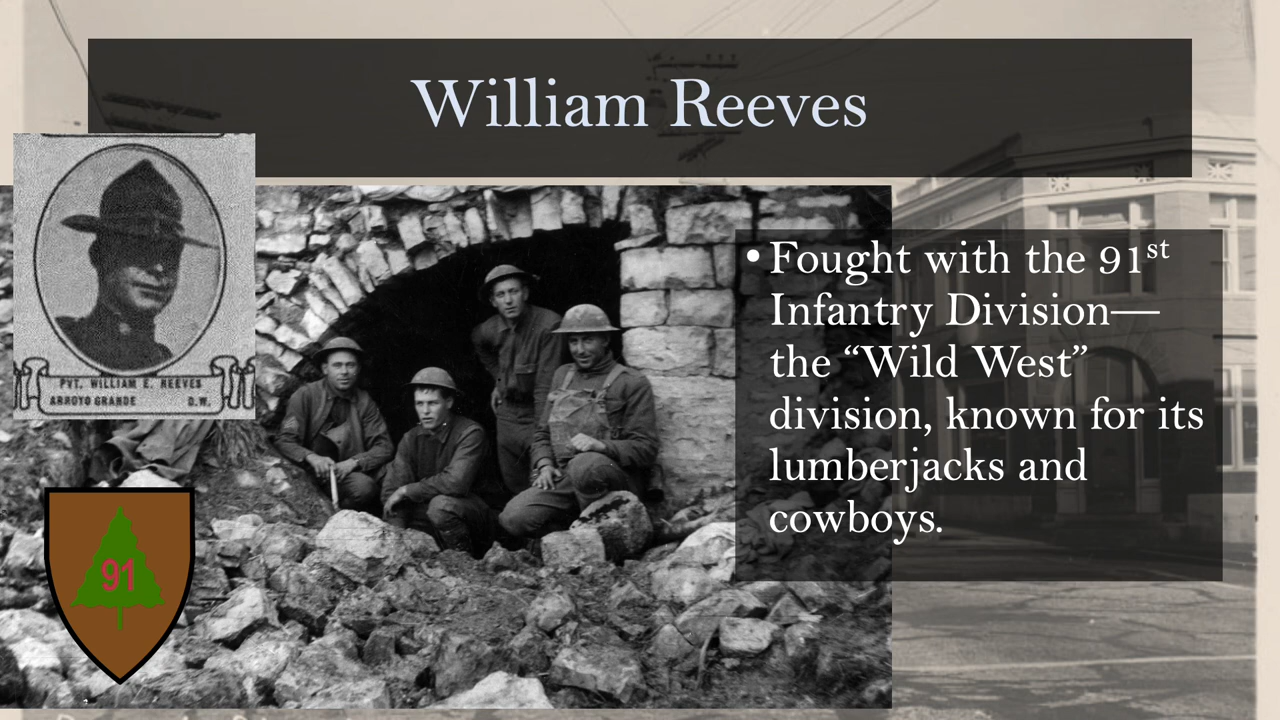 William Reeves
PVT. WILLIAM E. REEVES
ARROYO GRANDE D.W.
91
• Fought with the 91st
Infantry Division—
the “Wild West”
division, known for its
lumberjacks and
cowboys.